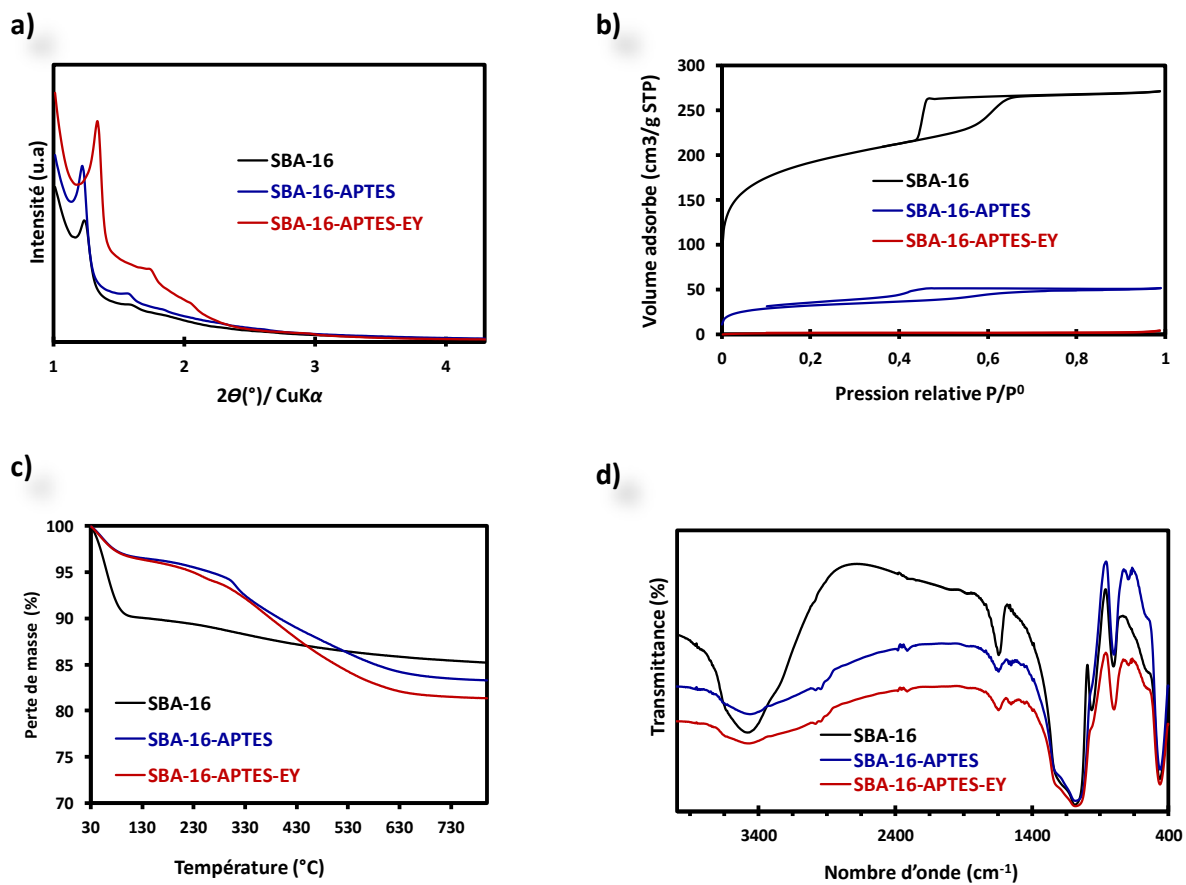 a)
Intensité (u.a)
SBA-16
SBA-16-APTES
SBA-16-APTES-EY
1 2 3 4
2Θ(°)/ CuKα
b)
Volume adsorbe (cm3/g STP)
300
250
200
150
100
50
0
SBA-16
SBA-16-APTES
SBA-16-APTES-EY
0 0,2 0,4 0,6 0,8 1
Pression relative P/P⁰
c)
Perte de masse (%)
100
95
90
85
80
75
70
SBA-16
SBA-16-APTES
SBA-16-APTES-EY
30 130 230 330 430 530 630 730
Température (°C)
d)
Transmittance (%)
SBA-16
SBA-16-APTES
SBA-16-APTES-EY
3400 2400 1400 400
Nombre d’onde (cm⁻¹)